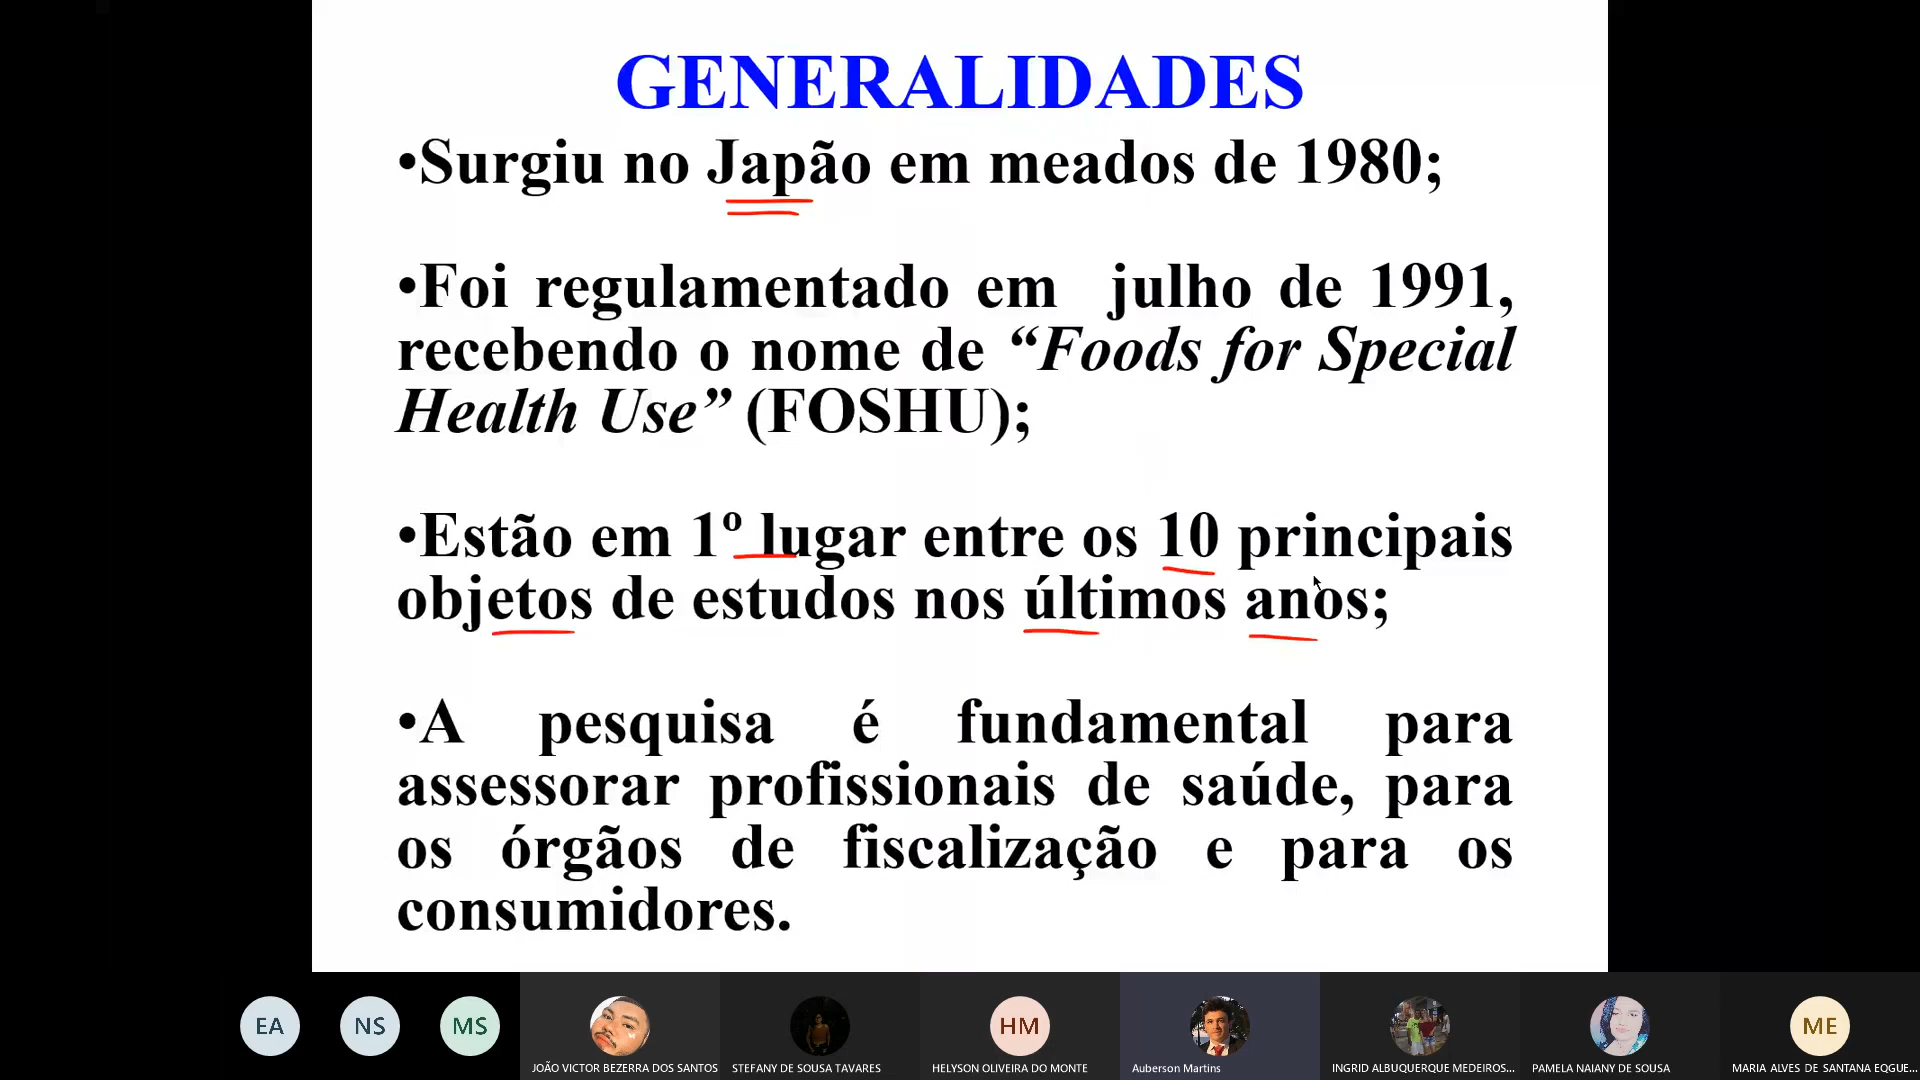 GENERALIDADES
•Surgiu no Japão em meados de 1980;
•Foi regulamentado em julho de 1991,
recebendo o nome de “Foods for Special
Health Use” (FOSHU);
•Estão em 1º lugar entre os 10 principais
objetos de estudos nos últimos anos;
•A pesquisa é fundamental para
assessorar profissionais de saúde, para
os órgãos de fiscalização e para os
consumidores.
EA NS MS HM ME
JOÃO VICTOR BEZERRA DOS SANTOS STEFANY DE SOUSA TAVARES HELYSON OLIVEIRA DO MONTE Auberson Martins INGRID ALBUQUERQUE MEDEIROS... PAMELA NAIANY DE SOUSA MARIA ALVES DE SANTANA EQGUE...